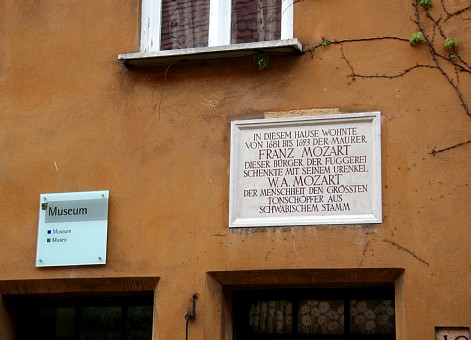 Museum
Museum
Museo
IN DIESEM HAUSE WOHNTE
VON 1681 BIS 1693 DER MAURER
FRANZ MOZART
DIESER BÜRGER DER FUGGEREI
SCHENKTE MIT SEINEM URENKEL
W. A. MOZART
DER MENSCHHEIT DEN GRÖSSTEN
TONSCHÖPFER AUS
SCHWÄBISCHEM STAMM